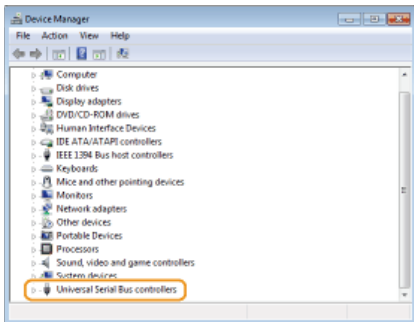 Device Manager
File Action View Help
Computer
Disk drives
Display adapters
DVD/CD-ROM drives
Human Interface Devices
IDE ATA/ATAPI controllers
IEEE 1394 Bus host controllers
Keyboards
Mice and other pointing devices
Monitors
Network adapters
Other devices
Portable Devices
Processors
Sound, video and game controllers
System devices
Universal Serial Bus controllers